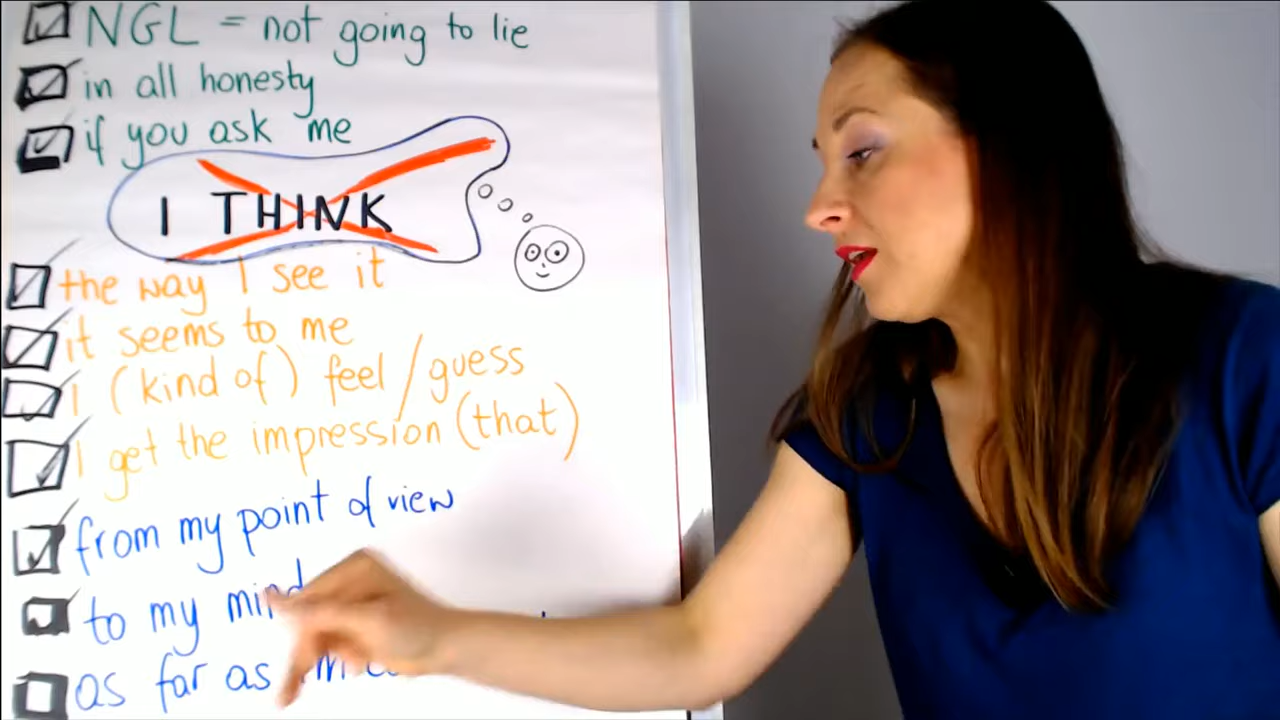 NGL = not going to lie
in all honesty
if you ask me
I THINK
the way I see it
it seems to me
I (kind of) feel / guess
I get the impression (that)
from my point of view
to my mind
as far as